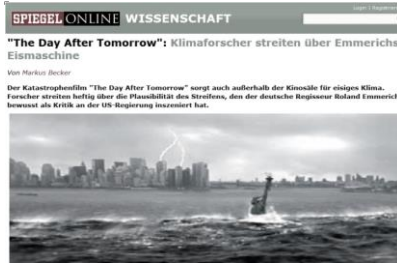 Login | Registrierung
SPIEGEL ONLINE WISSENSCHAFT
"The Day After Tomorrow": Klimaforscher streiten über Emmerichs
Eismaschine
Von Markus Becker
Der Katastrophenfilm "The Day After Tomorrow" sorgt auch außerhalb der Kinosäle für eisiges Klima.
Forscher streiten heftig über die Plausibilität des Streifens, den der deutsche Regisseur Roland Emmerich
bewusst als Kritik an der US-Regierung inszeniert hat.